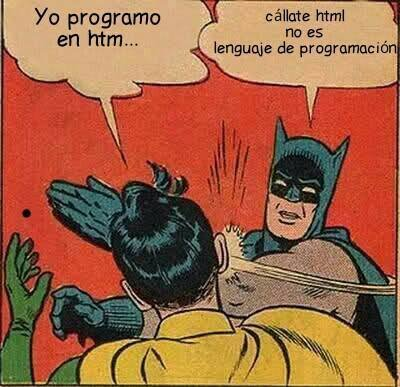 Yo programo
en htm...
cállate html
no es
lenguaje de programación